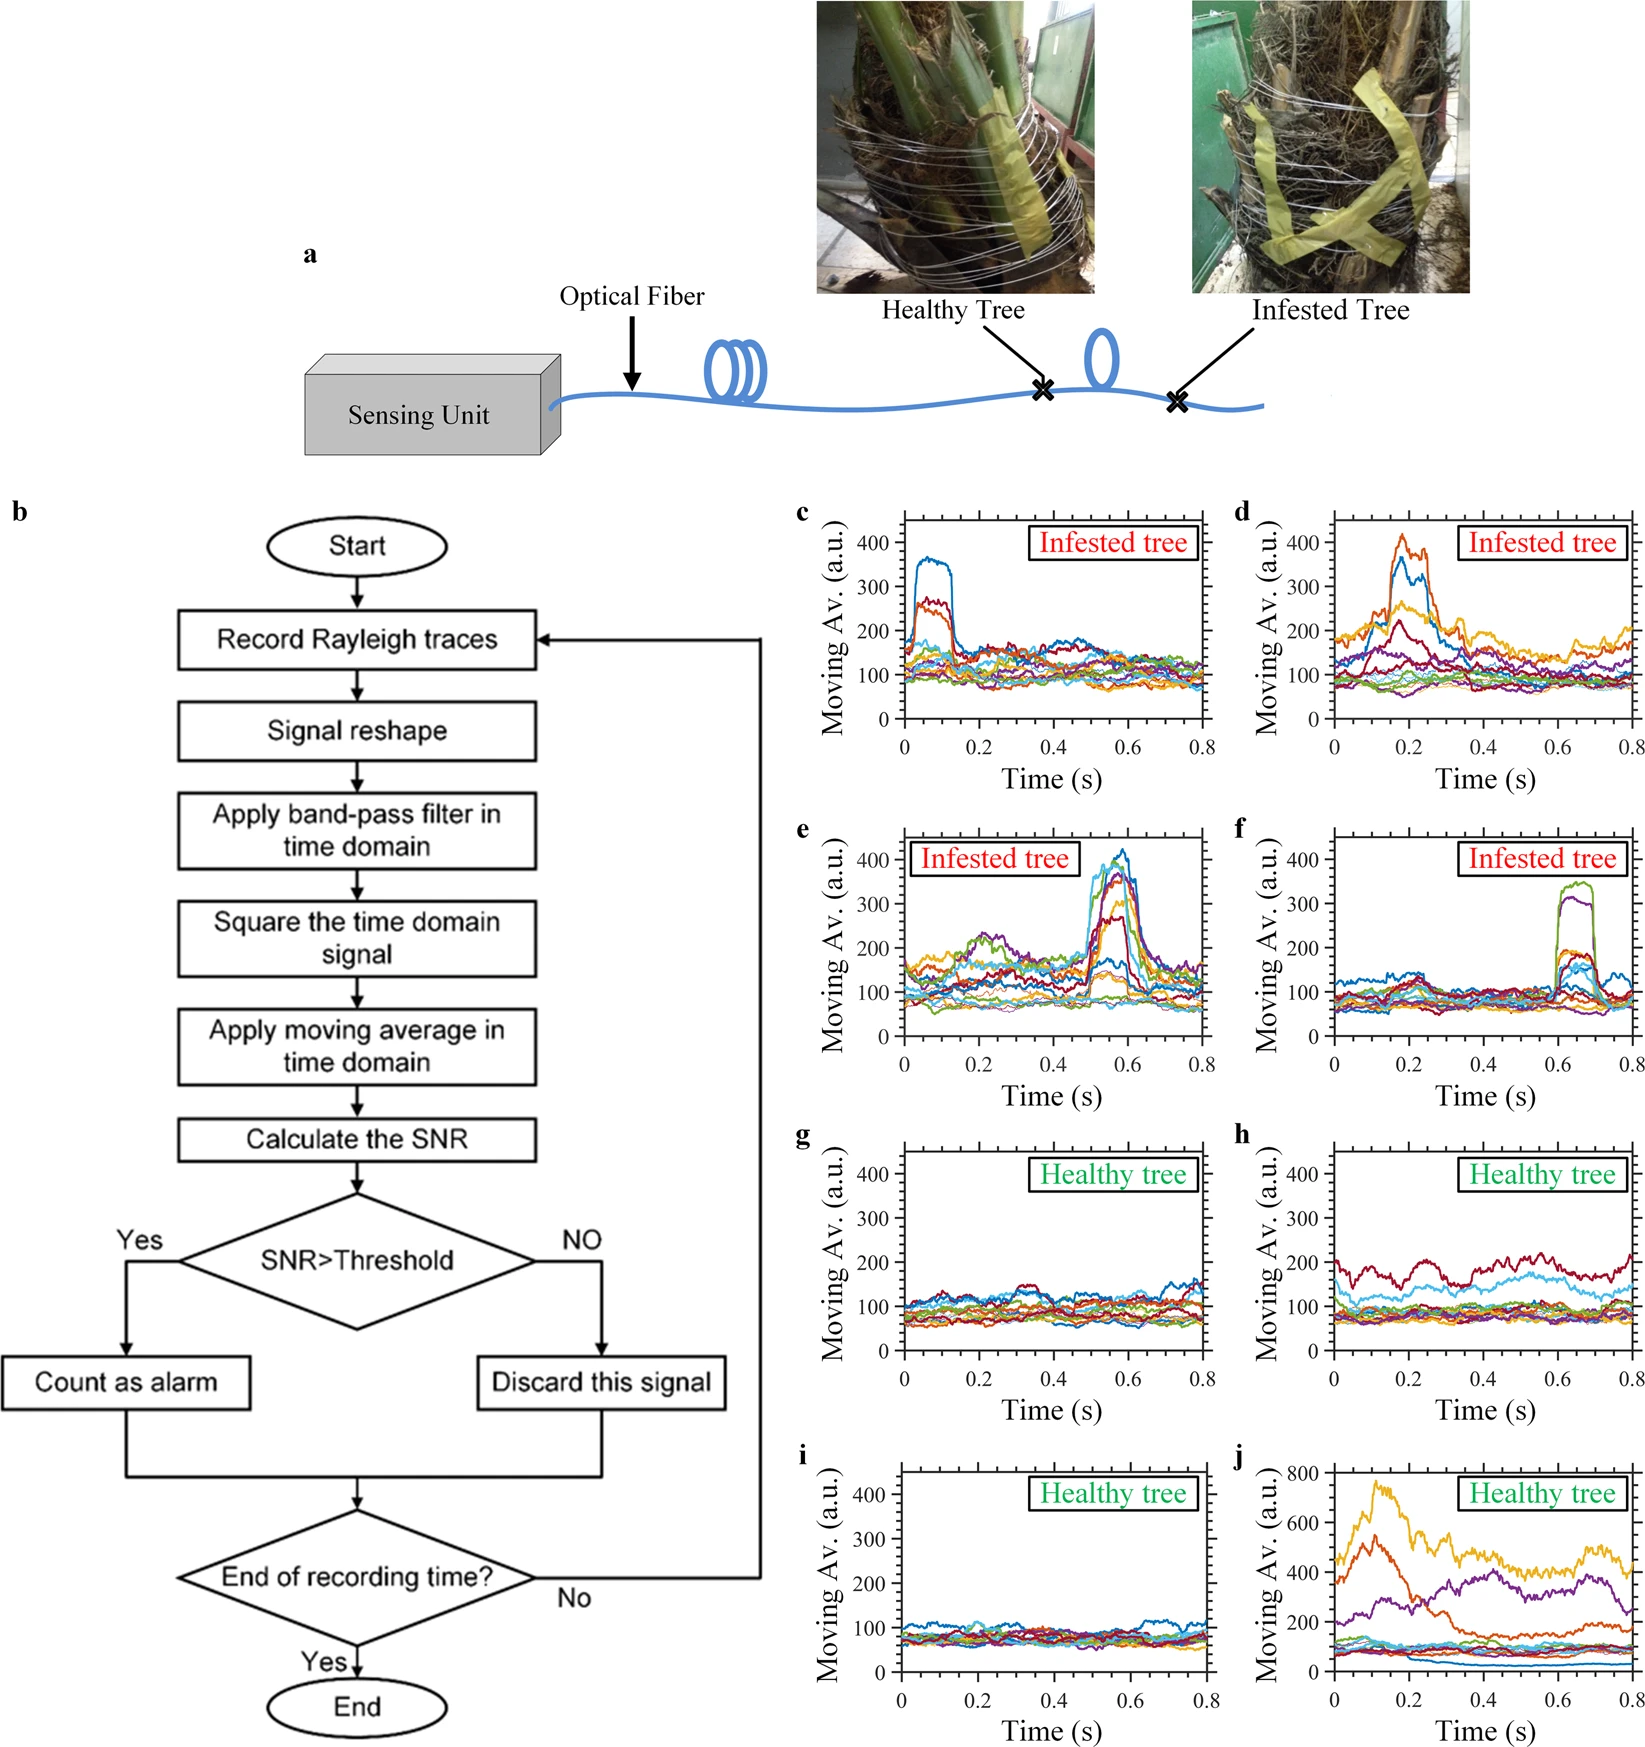 a
Optical Fiber
Healthy Tree
Infested Tree
Sensing Unit
b
Start
Record Rayleigh traces
Signal reshape
Apply band-pass filter in
time domain
Square the time domain
signal
Apply moving average in
time domain
Calculate the SNR
SNR>Threshold
Yes
NO
Count as alarm
Discard this signal
End of recording time?
No
Yes
End
c
Infested tree
Moving Av. (a.u.)
400
300
200
100
0
0 0.2 0.4 0.6 0.8
Time (s)
d
Infested tree
Moving Av. (a.u.)
400
300
200
100
0
0 0.2 0.4 0.6 0.8
Time (s)
e
Infested tree
Moving Av. (a.u.)
400
300
200
100
0
0 0.2 0.4 0.6 0.8
Time (s)
f
Infested tree
Moving Av. (a.u.)
400
300
200
100
0
0 0.2 0.4 0.6 0.8
Time (s)
g
Healthy tree
Moving Av. (a.u.)
400
300
200
100
0
0 0.2 0.4 0.6 0.8
Time (s)
h
Healthy tree
Moving Av. (a.u.)
400
300
200
100
0
0 0.2 0.4 0.6 0.8
Time (s)
i
Healthy tree
Moving Av. (a.u.)
400
300
200
100
0
0 0.2 0.4 0.6 0.8
Time (s)
j
Healthy tree
Moving Av. (a.u.)
800
600
400
200
0
0 0.2 0.4 0.6 0.8
Time (s)